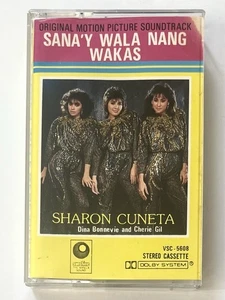 ORIGINAL MOTION PICTURE SOUNDTRACK
SANA'Y WALA NANG
WAKAS
SHARON CUNETA
Dina Bonnevie and Cherie Gil
VSC-5608
STEREO CASSETTE
DOLBY SYSTEM